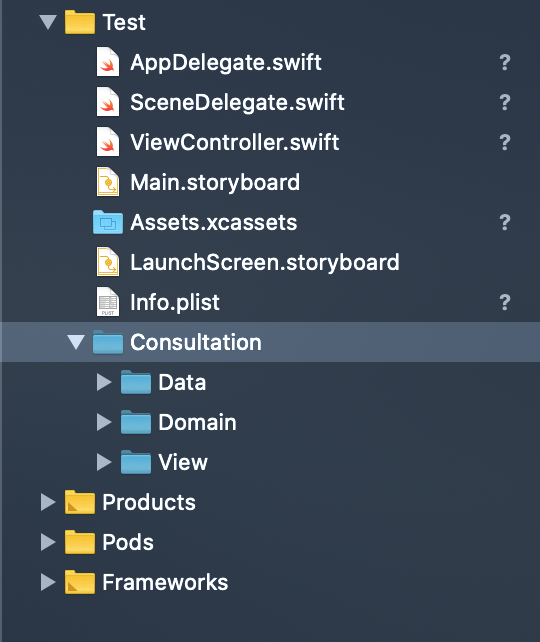 Test
AppDelegate.swift ?
SceneDelegate.swift ?
ViewController.swift ?
Main.storyboard
Assets.xcassets ?
LaunchScreen.storyboard
PLIST Info.plist ?
Consultation
Data
Domain
View
Products
Pods
Frameworks